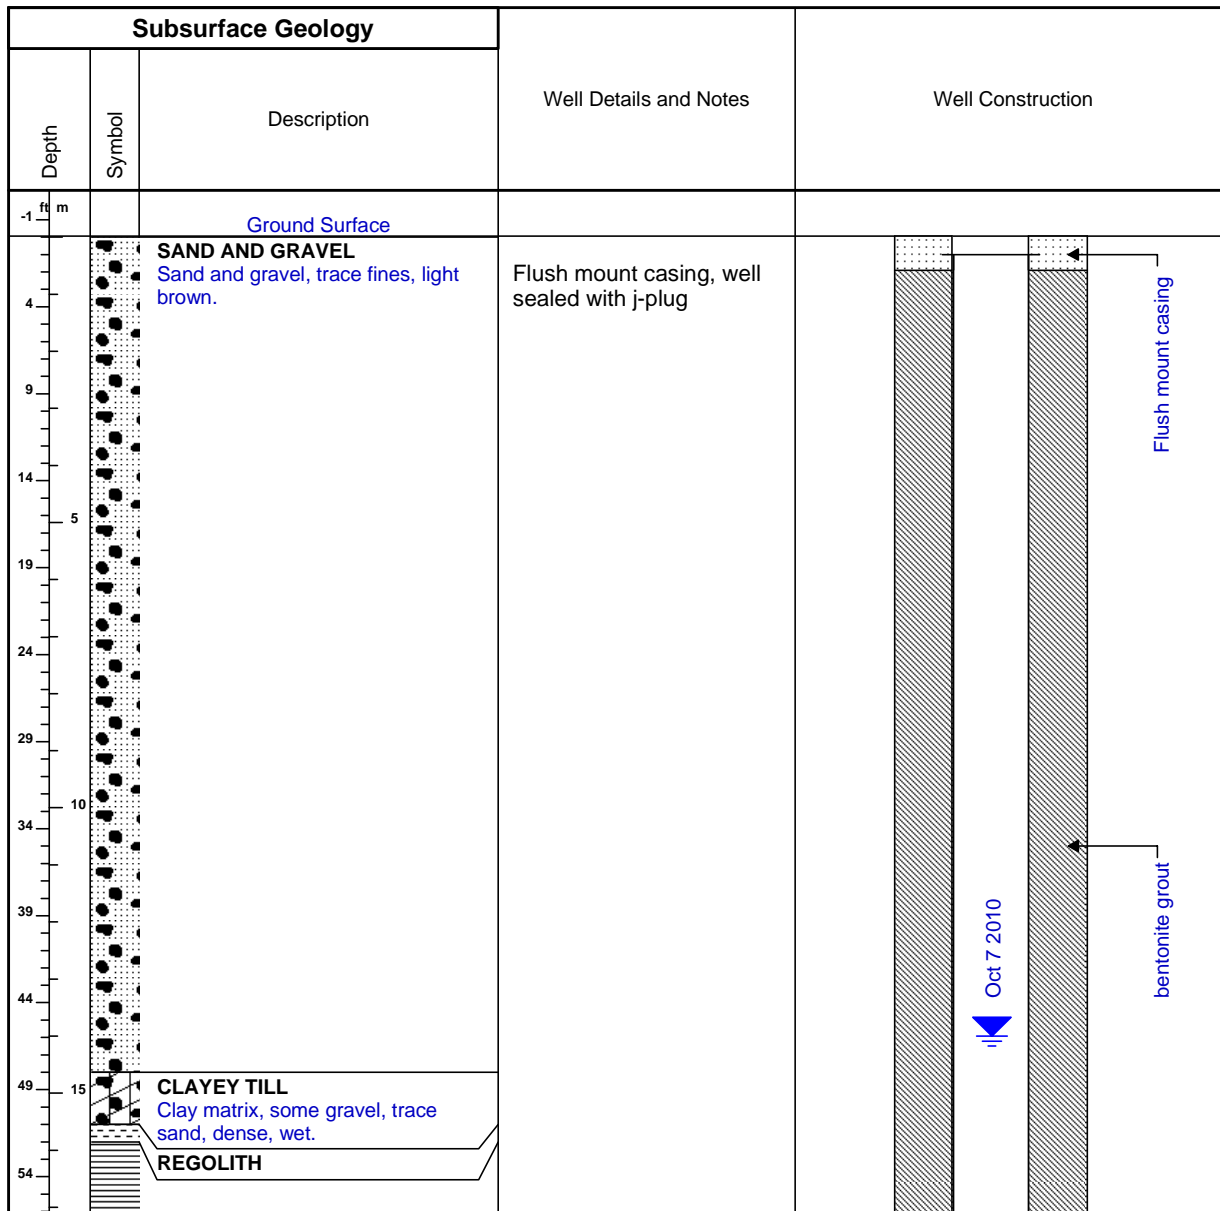 Subsurface Geology
Depth
Symbol
Description
Well Details and Notes
Well Construction
ft m
-1
Ground Surface
SAND AND GRAVEL
Sand and gravel, trace fines, light
brown.
Flush mount casing, well
sealed with j-plug
Flush mount casing
4
9
14
5
19
24
29
10
34
39
44
bentonite grout
Oct 7 2010
49
15
CLAYEY TILL
Clay matrix, some gravel, trace
sand, dense, wet.
REGOLITH
54